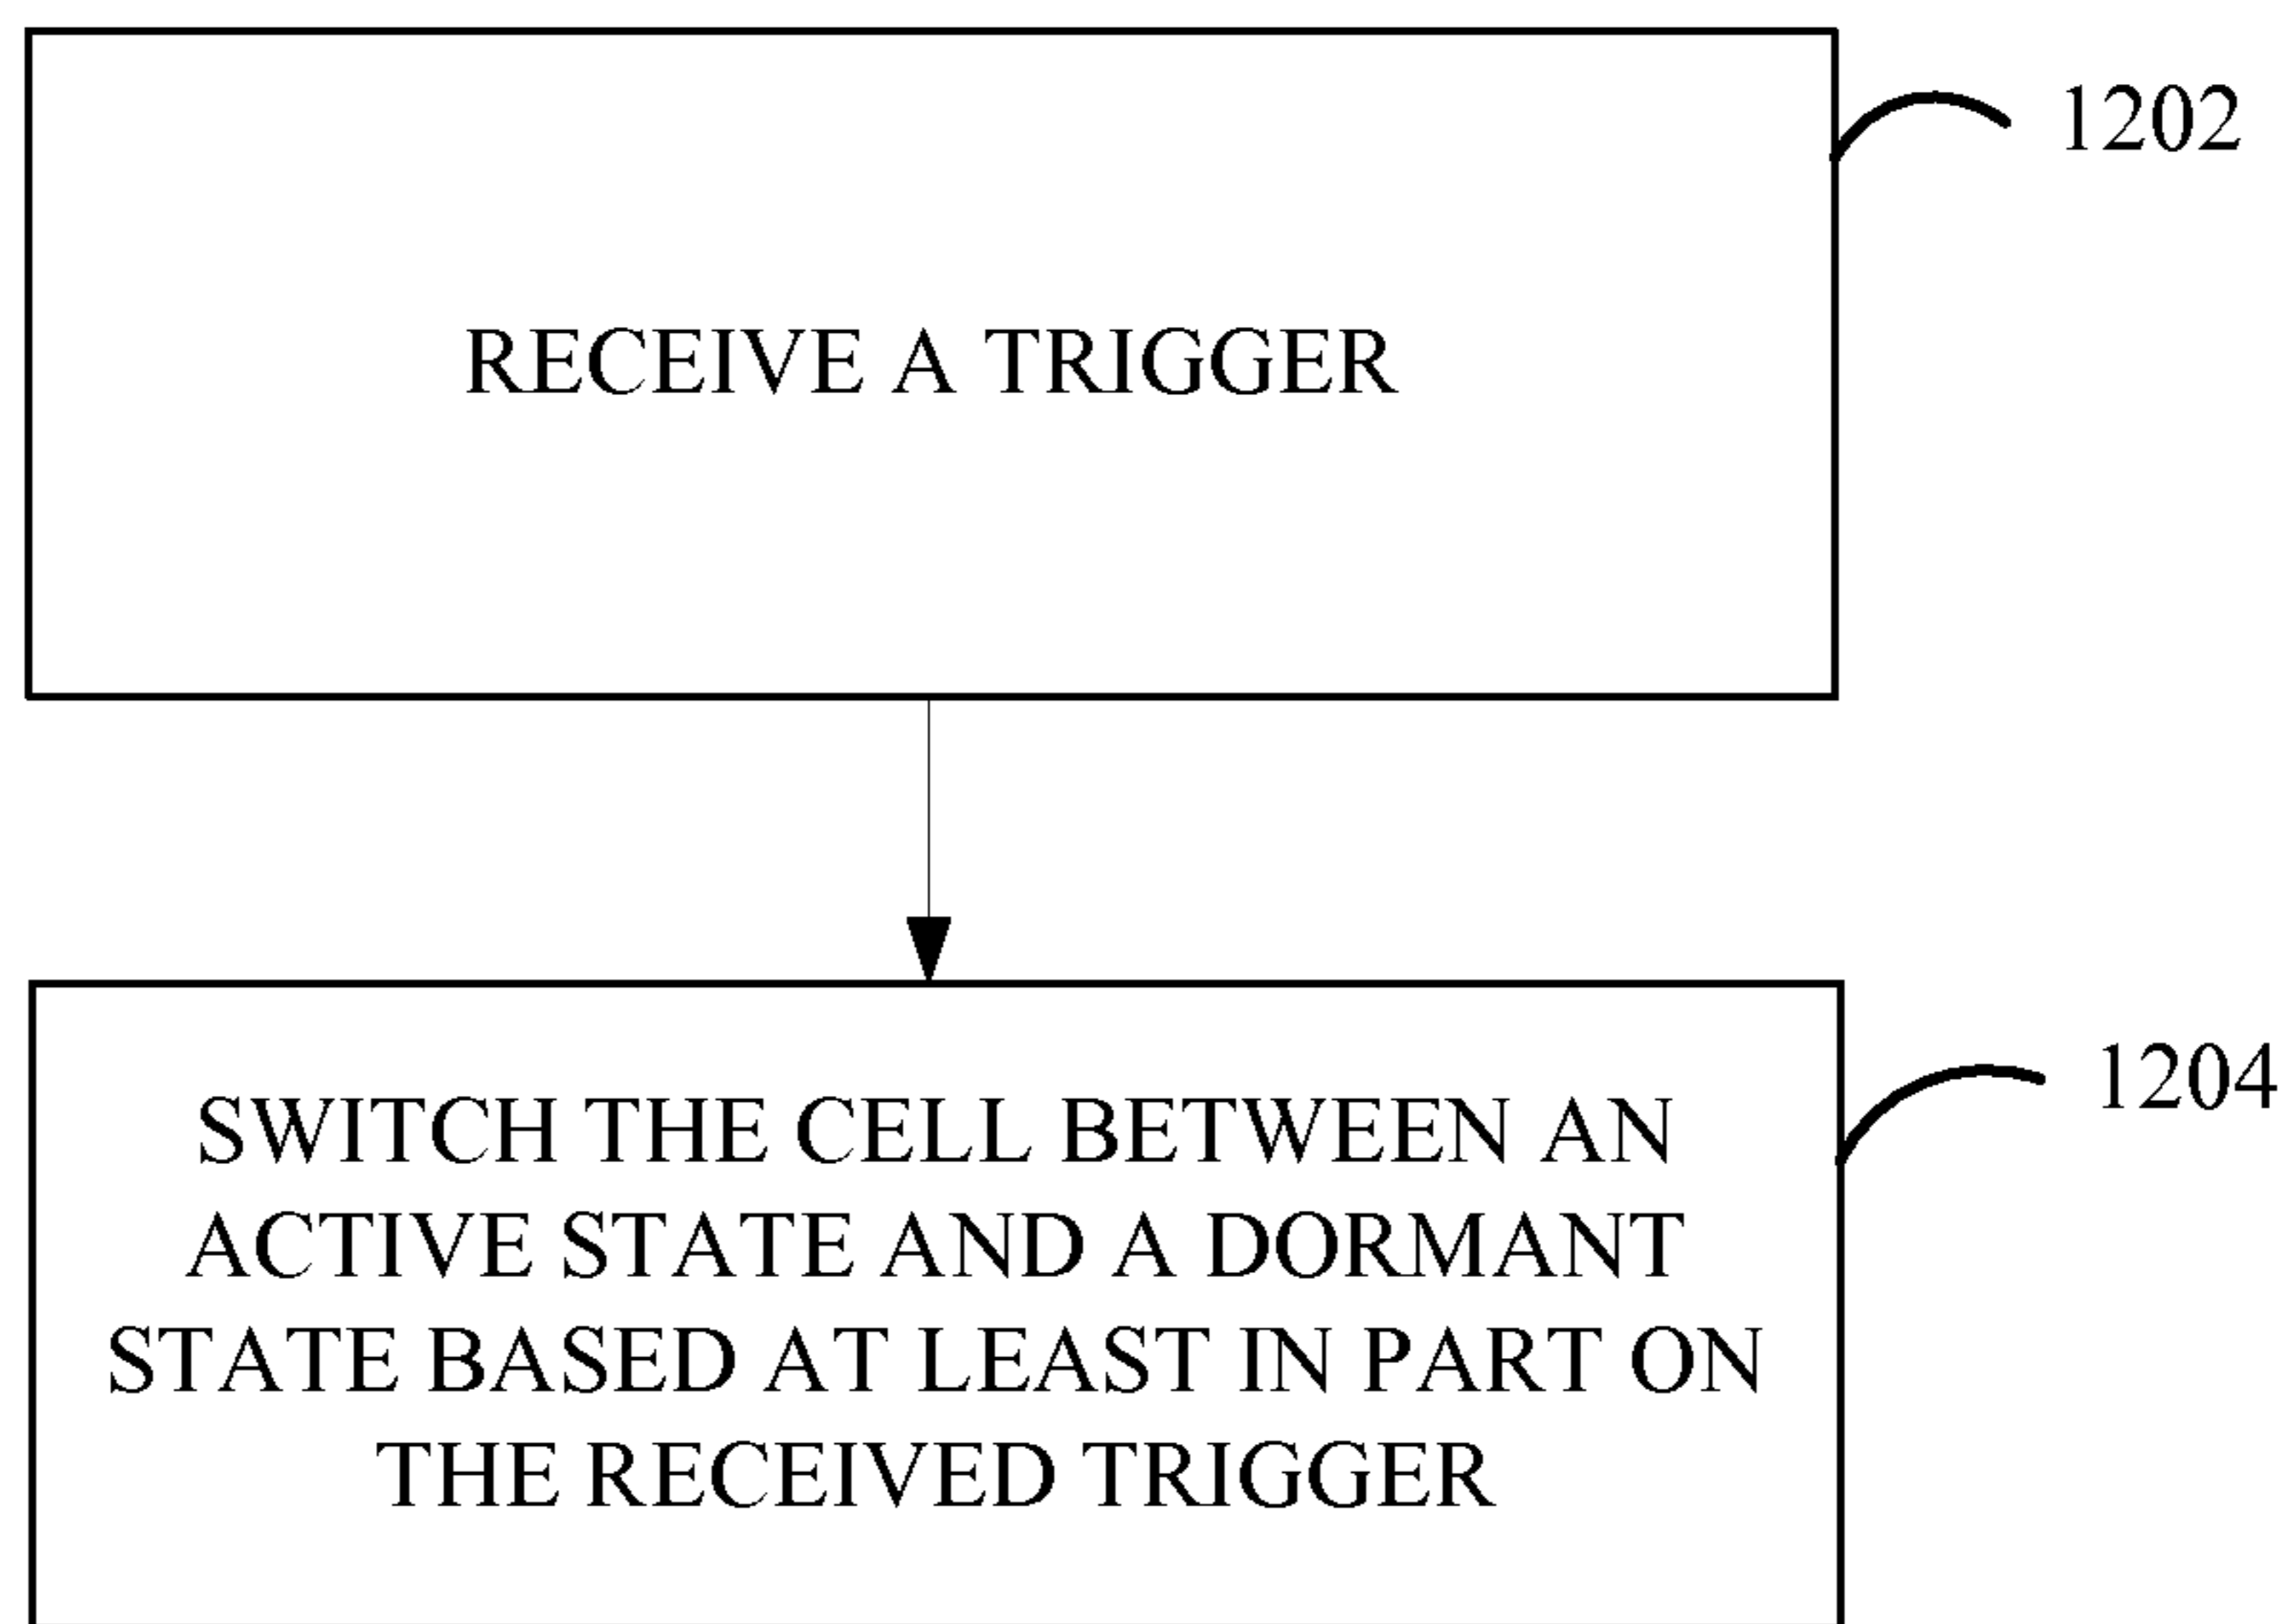 1202
RECEIVE A TRIGGER
1204
SWITCH THE CELL BETWEEN AN
ACTIVE STATE AND A DORMANT
STATE BASED AT LEAST IN PART ON
THE RECEIVED TRIGGER